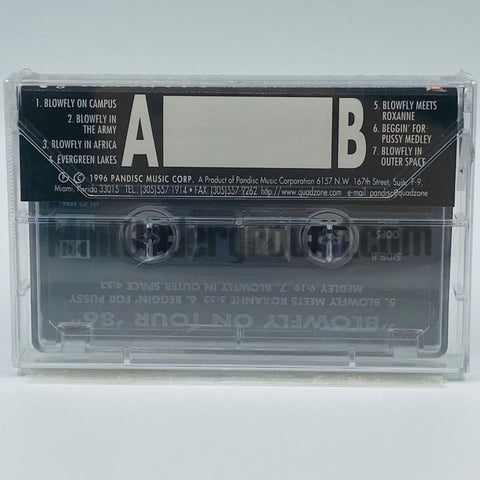 1. BLOWFLY ON CAMPUS
2. BLOWFLY IN
THE ARMY
3. BLOWFLY IN AFRICA
4. EVERGREEN LAKES
A
B
5. BLOWFLY MEETS
ROXANNE
6. BEGGIN' FOR
PUSSY MEDLEY
7. BLOWFLY IN
OUTER SPACE
℗ © 1996 PANDISC MUSIC CORP. A Product of Pandisc Music Corporation 6157 N.W. 167th Street, Suite F-9,
Miami, Florida 33015 TEL. (305)557-1914 • FAX. (305)557-9262 http://www.quadzone.com e-mail pandisc@quadzone
SIDE B
OOPS
"BLOWFLY ON TOUR '86"
5. BLOWFLY MEETS ROXANNE 5:52 6. BEGGIN' FOR PUSSY
MEDLEY 9:16 7. BLOWFLY IN OUTER SPACE 4:53